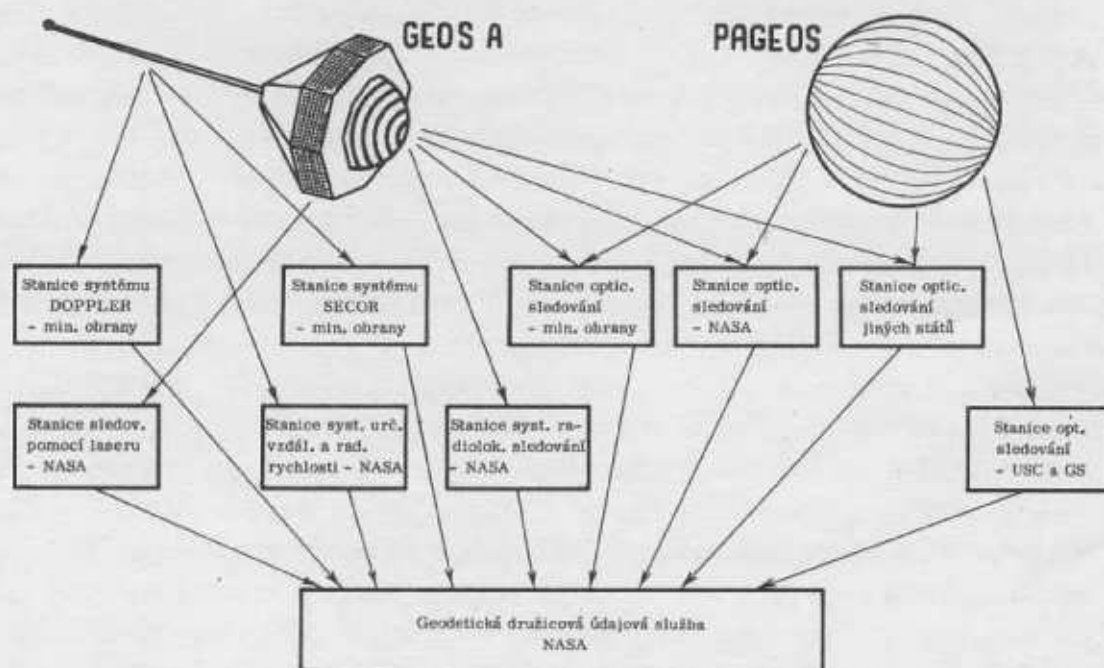 GEOS A
PAGEOS
Stanice systému
DOPPLER
- min. obrany
Stanice systému
SECOR
- min. obrany
Stanice optic.
sledování
- min. obrany
Stanice optic.
sledování
- NASA
Stanice optic.
sledování
jiných států
Stanice sledov.
pomocí laseru
- NASA
Stanice syst. urč.
vzdál. a rad.
rychlosti - NASA
Stanice syst. ra-
diolok. sledování
- NASA
Stanice opt.
sledování
- USC a GS
Geodetická družicová údajová služba
NASA